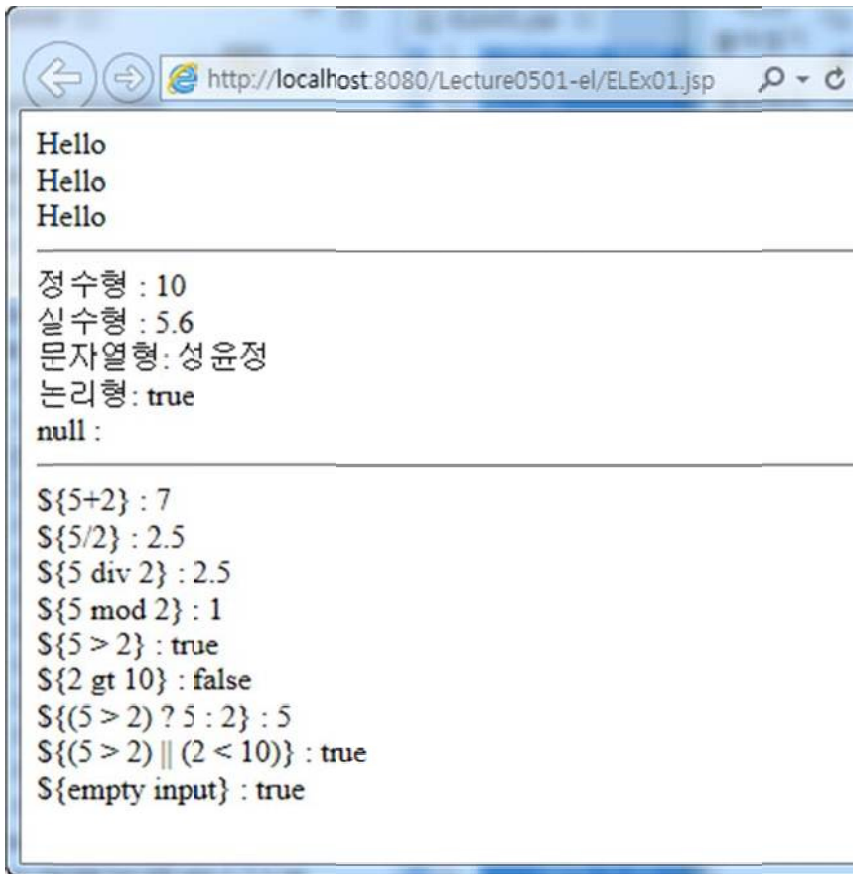 http://localhost:8080/Lecture0501-el/ELEx01.jsp
Hello
Hello
Hello
정수형 : 10
실수형 : 5.6
문자열형: 성윤정
논리형: true
null :
${5+2} : 7
${5/2} : 2.5
${5 div 2} : 2.5
${5 mod 2} : 1
${5 > 2} : true
${2 gt 10} : false
${(5 > 2) ? 5 : 2} : 5
${(5 > 2) || (2 < 10)} : true
${empty input} : true